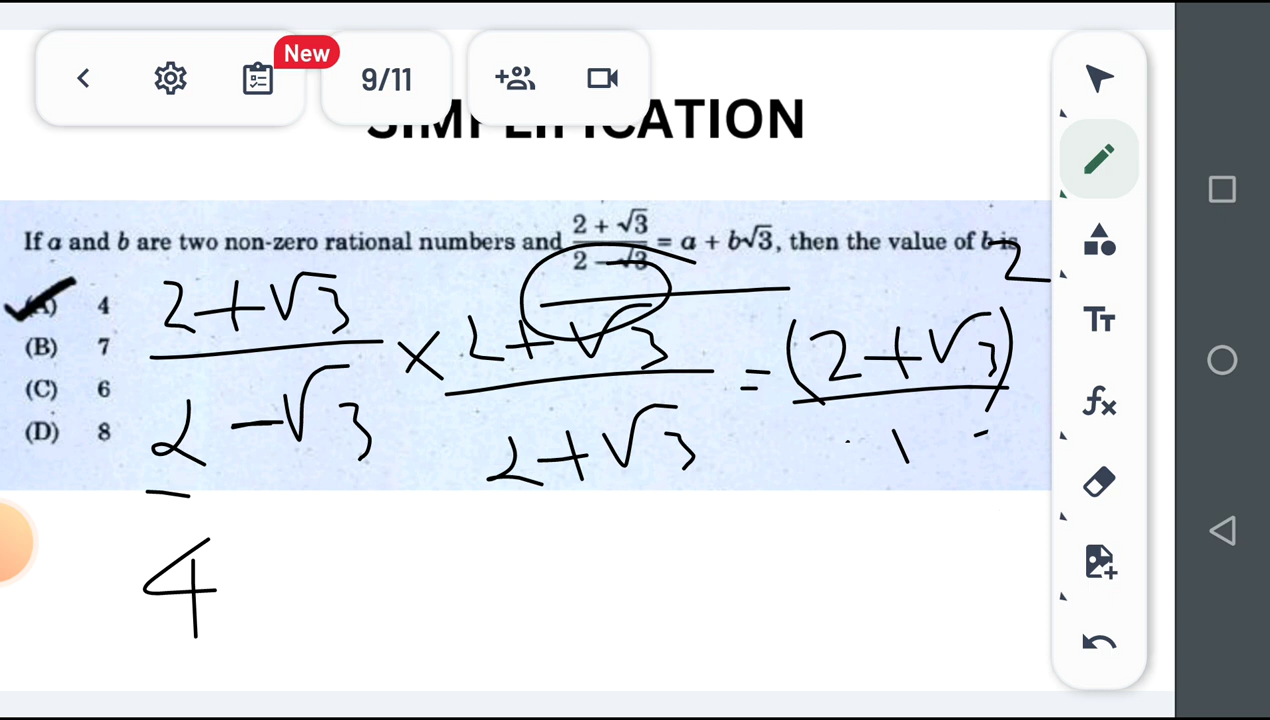 New
9/11
SIMPLIFICATION
If a and b are two non-zero rational numbers and (2 + √3)/(2 − √3) = a + b√3, then the value of b is
(A) 4
(B) 7
(C) 6
(D) 8
(2+√3)/(2−√3) × (2+√3)/(2+√3) = (2+√3)²/1
4
Tт
fx